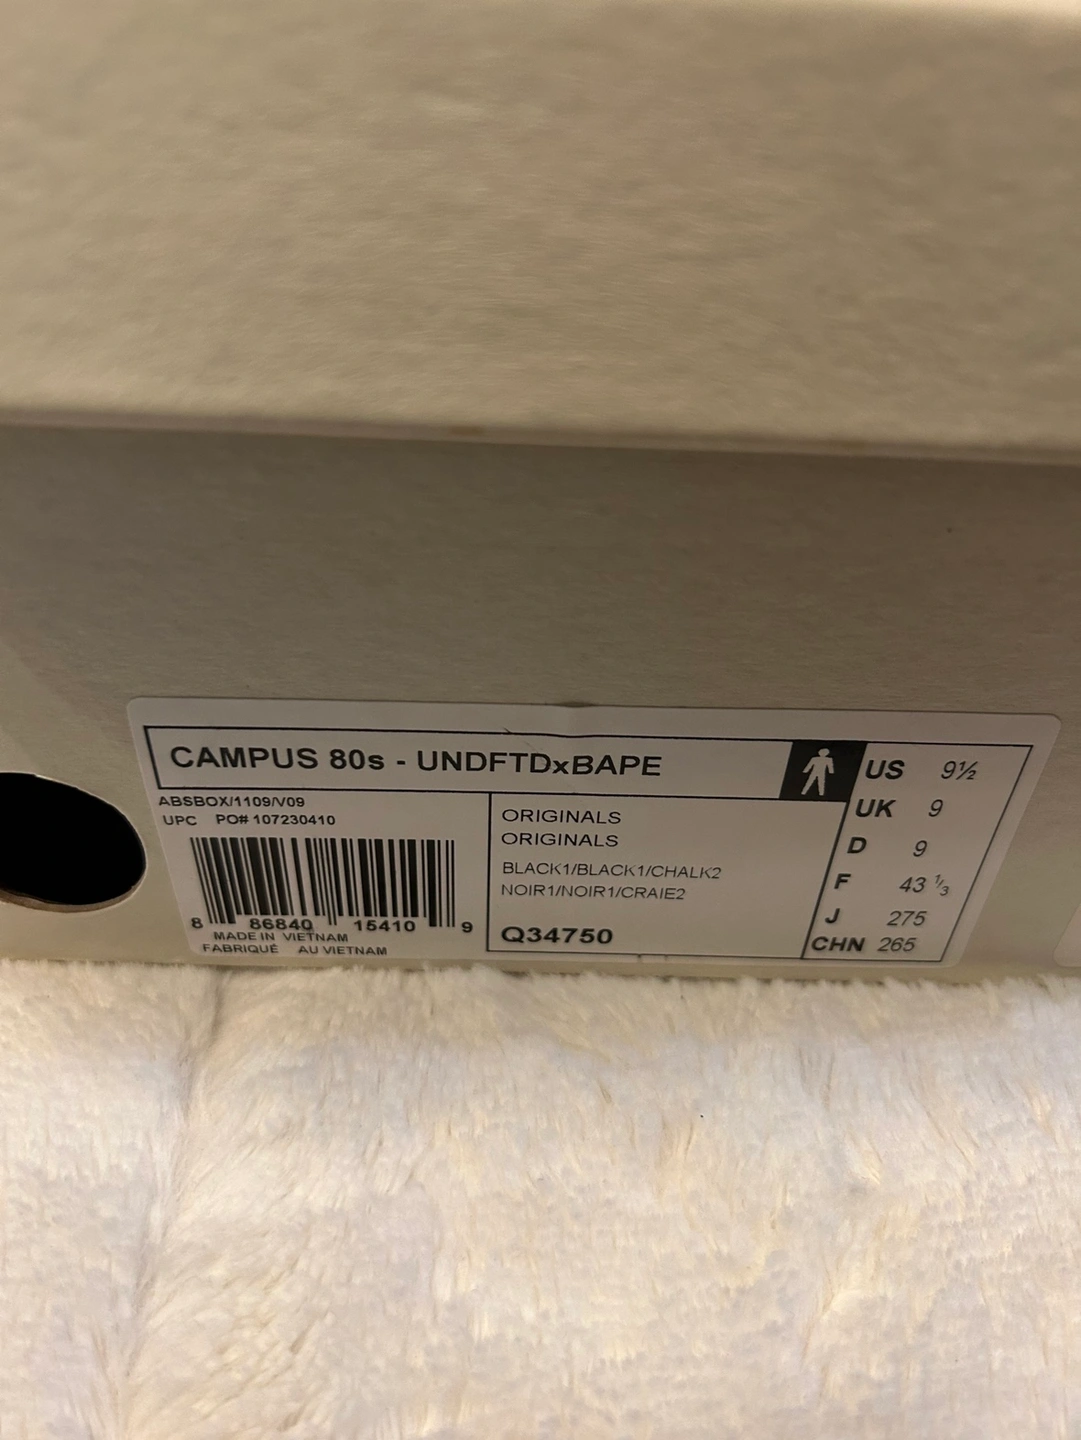 CAMPUS 80s - UNDFTDxBAPE
ABSBOX/1109/V09
UPC PO# 107230410
8 86840 15410 9
MADE IN VIETNAM
FABRIQUÉ AU VIETNAM
ORIGINALS
ORIGINALS
BLACK1/BLACK1/CHALK2
NOIR1/NOIR1/CRAIE2
Q34750
US 9½
UK 9
D 9
F 43 ⅓
J 275
CHN 265